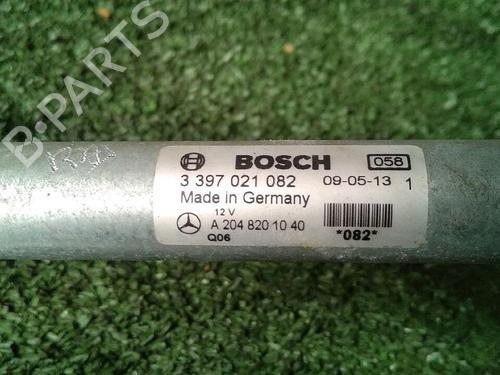 B-PARTS
BOSCH 058
3 397 021 082 09-05-13 1
Made in Germany
12 V
A 204 820 10 40
Q06 *082*